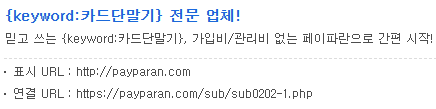 {keyword:카드단말기} 전문 업체!
믿고 쓰는 {keyword:카드단말기}, 가입비/관리비 없는 페이파란으로 간편 시작!
· 표시 URL : http://payparan.com
· 연결 URL : https://payparan.com/sub/sub0202-1.php